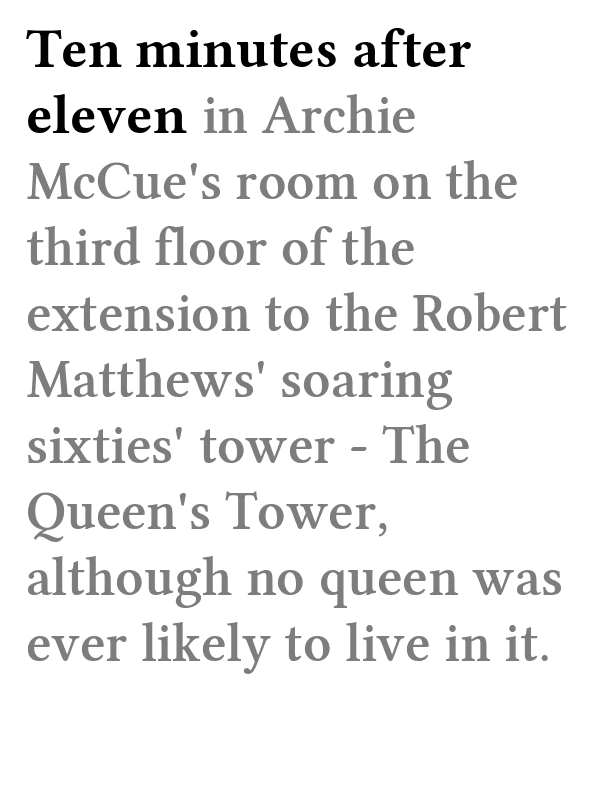 Ten minutes after
eleven in Archie
McCue's room on the
third floor of the
extension to the Robert
Matthews' soaring
sixties' tower - The
Queen's Tower,
although no queen was
ever likely to live in it.